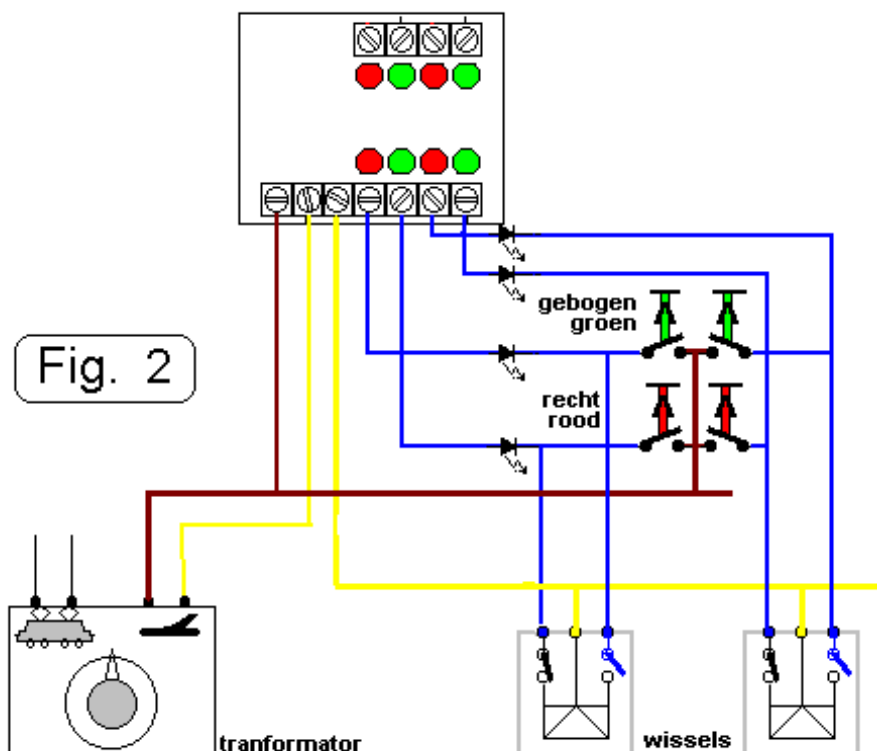 gebogen
groen
Fig. 2
recht
rood
tranformator
wissels